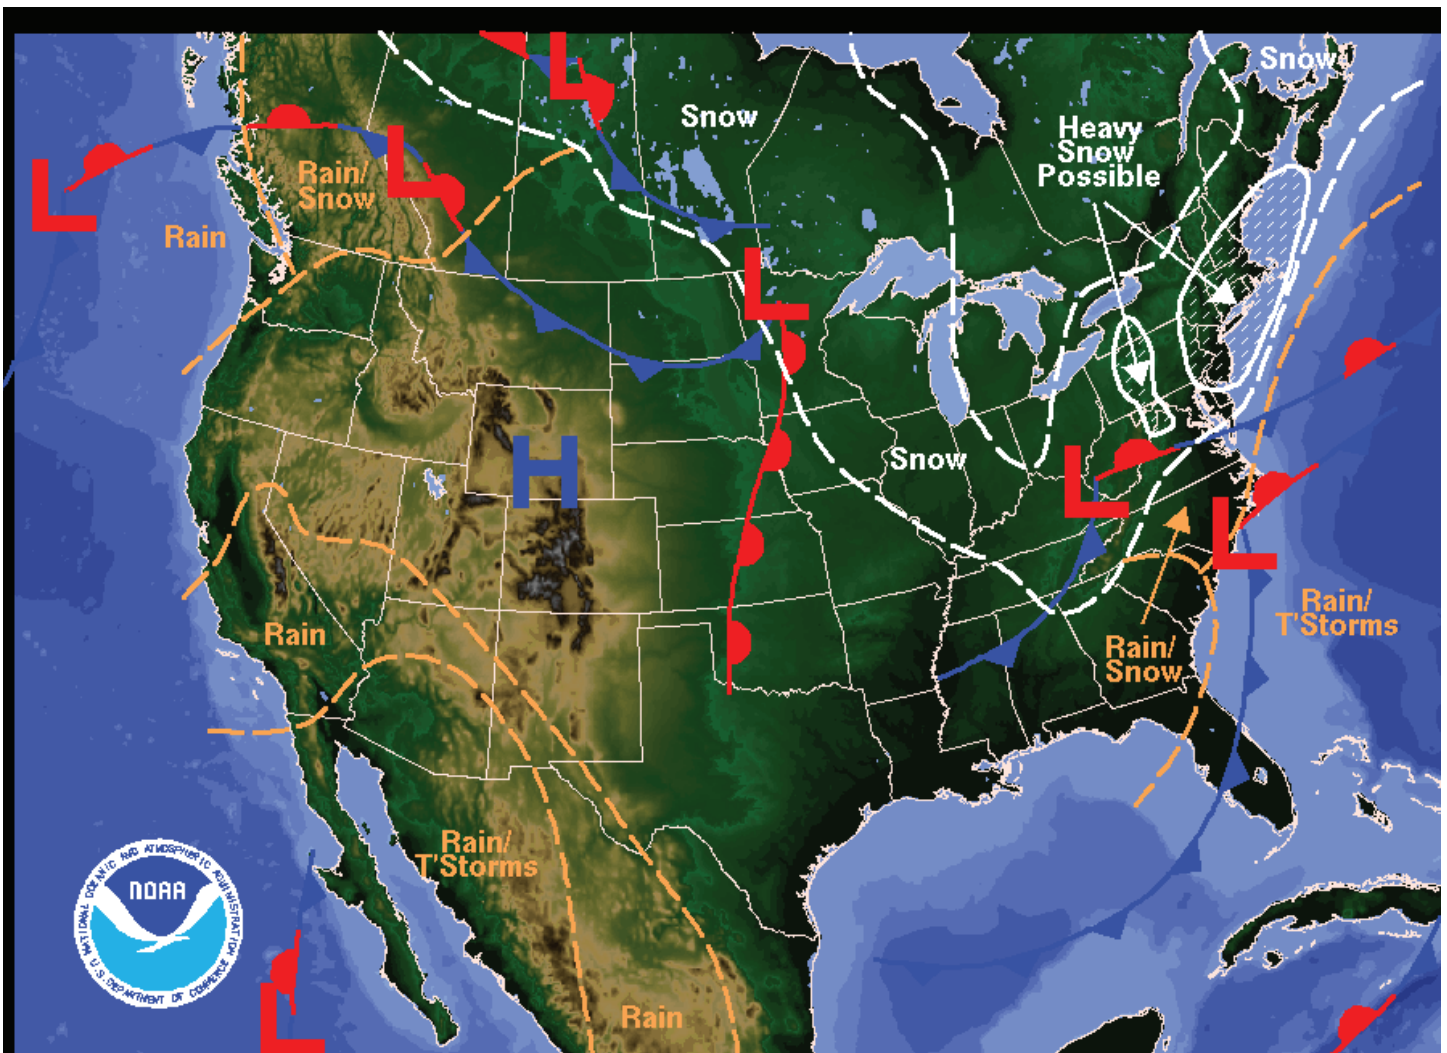 Snow
Snow
Heavy
Snow
Possible
Rain/
Snow
Rain
L
L
L
L
H
Snow
L
L
Rain
Rain/
Snow
Rain/
T'Storms
Rain/
T'Storms
Rain
L
NOAA
NATIONAL OCEANIC AND ATMOSPHERIC ADMINISTRATION
U.S. DEPARTMENT OF COMMERCE